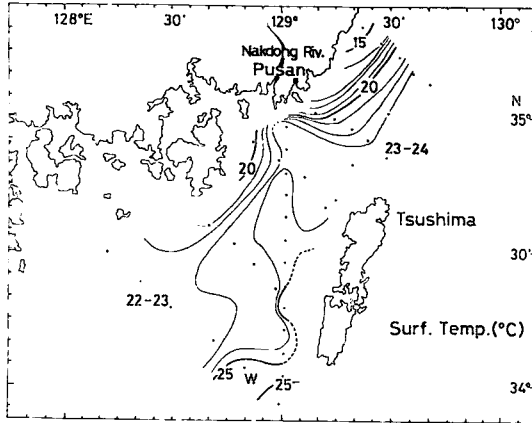 128°E 30' 129° 30' 130°
15
Nakdong Riv.
Pusan
20
N
35°
23-24
20
Tsushima
30'
22-23
Surf. Temp.(°C)
25
W
25-
34°